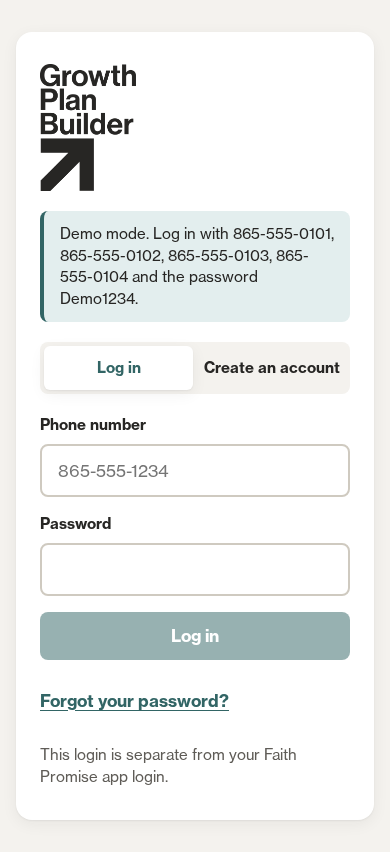 Growth
Plan
Builder
Demo mode. Log in with 865-555-0101,
865-555-0102, 865-555-0103, 865-
555-0104 and the password
Demo1234.
Log in
Create an account
Phone number
865-555-1234
Password
Log in
Forgot your password?
This login is separate from your Faith
Promise app login.